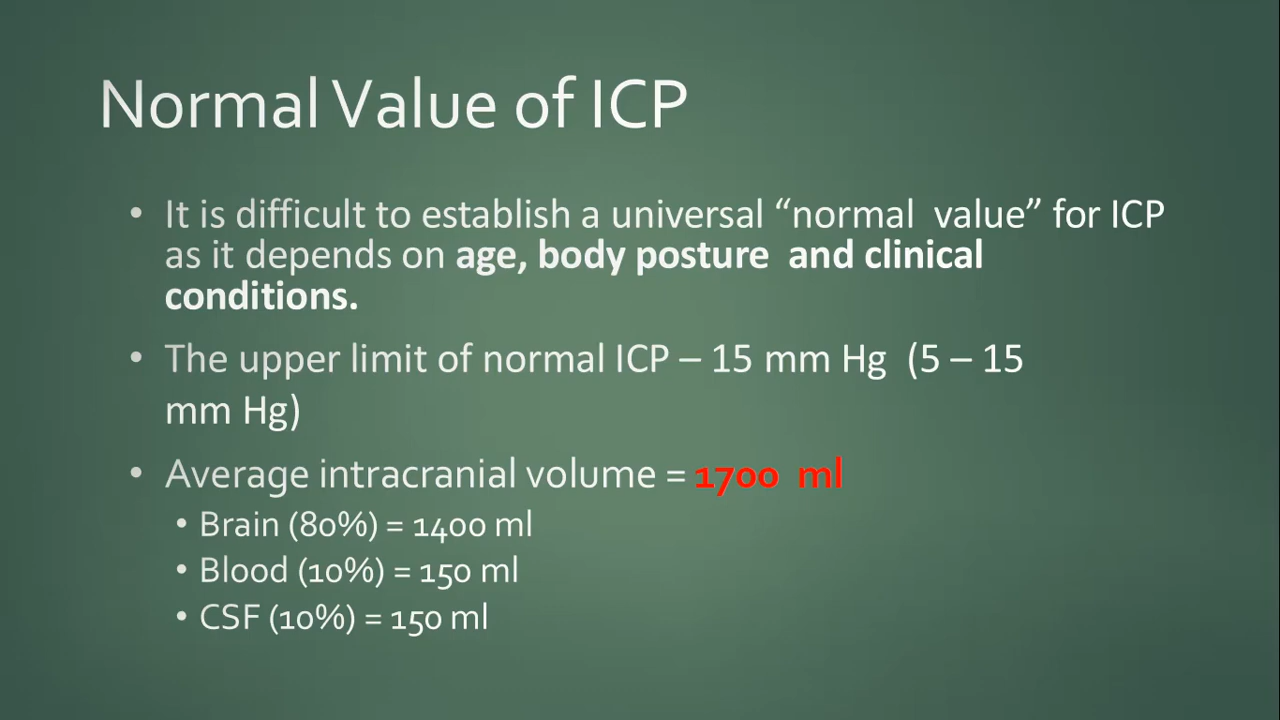 Normal Value of ICP
• It is difficult to establish a universal “normal value” for ICP
as it depends on age, body posture and clinical
conditions.
• The upper limit of normal ICP – 15 mm Hg (5 – 15
mm Hg)
• Average intracranial volume = 1700 ml
• Brain (80%) = 1400 ml
• Blood (10%) = 150 ml
• CSF (10%) = 150 ml